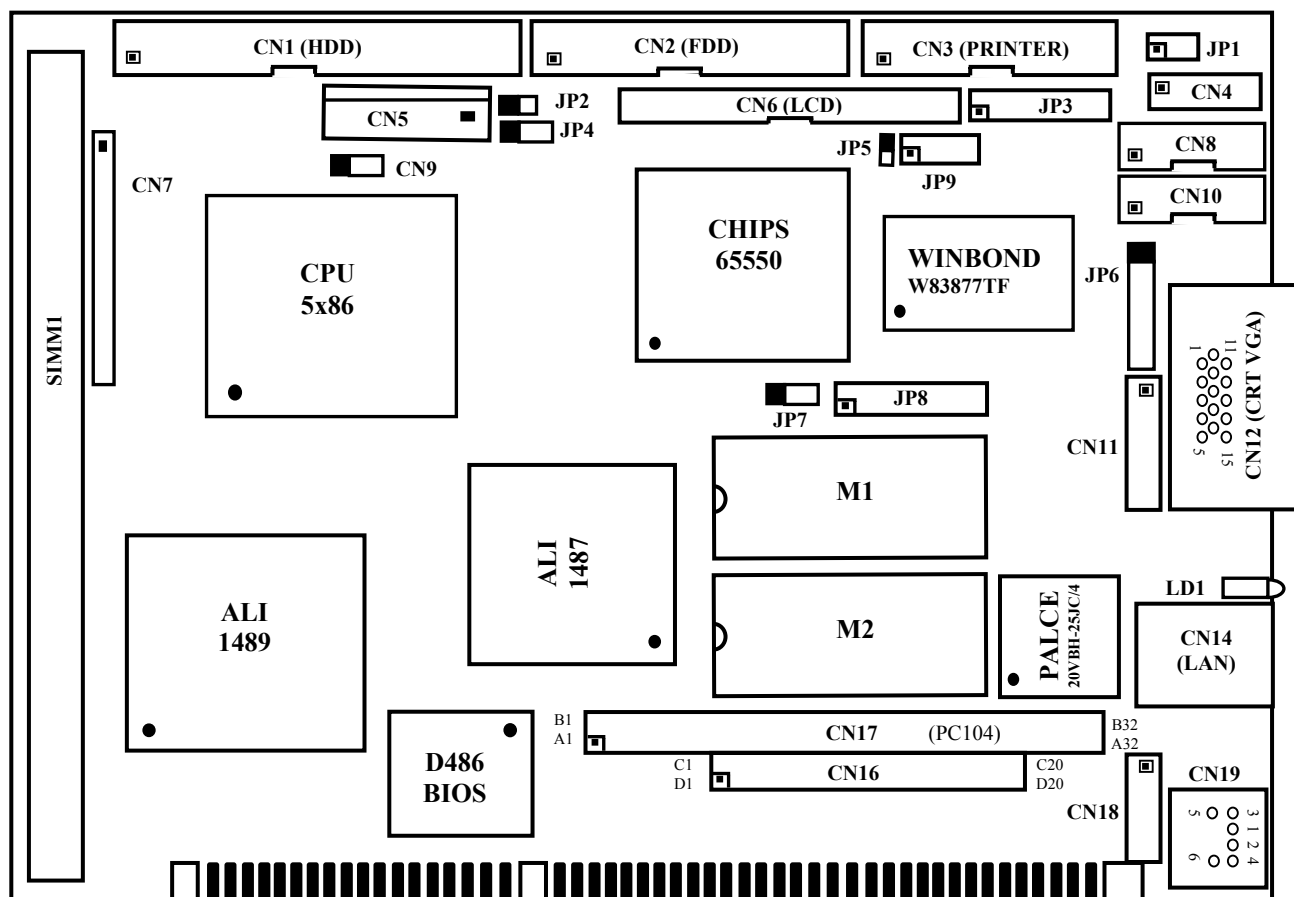 CN1 (HDD)
CN2 (FDD)
CN3 (PRINTER)
JP1
CN5
JP2
JP4
CN6 (LCD)
JP3
CN4
CN7
CN9
JP5
JP9
CN8
CN10
SIMM1
CPU
5x86
CHIPS
65550
WINBOND
W83877TF
JP6
CN12 (CRT VGA)
1
11
5
15
JP7
JP8
CN11
M1
ALI
1487
ALI
1489
M2
PALCE
20VBH-25JC/4
LD1
CN14
(LAN)
D486
BIOS
B1
A1
CN17 (PC104)
B32
A32
C1
D1
CN16
C20
D20
CN18
CN19
5
3
1
2
6
4